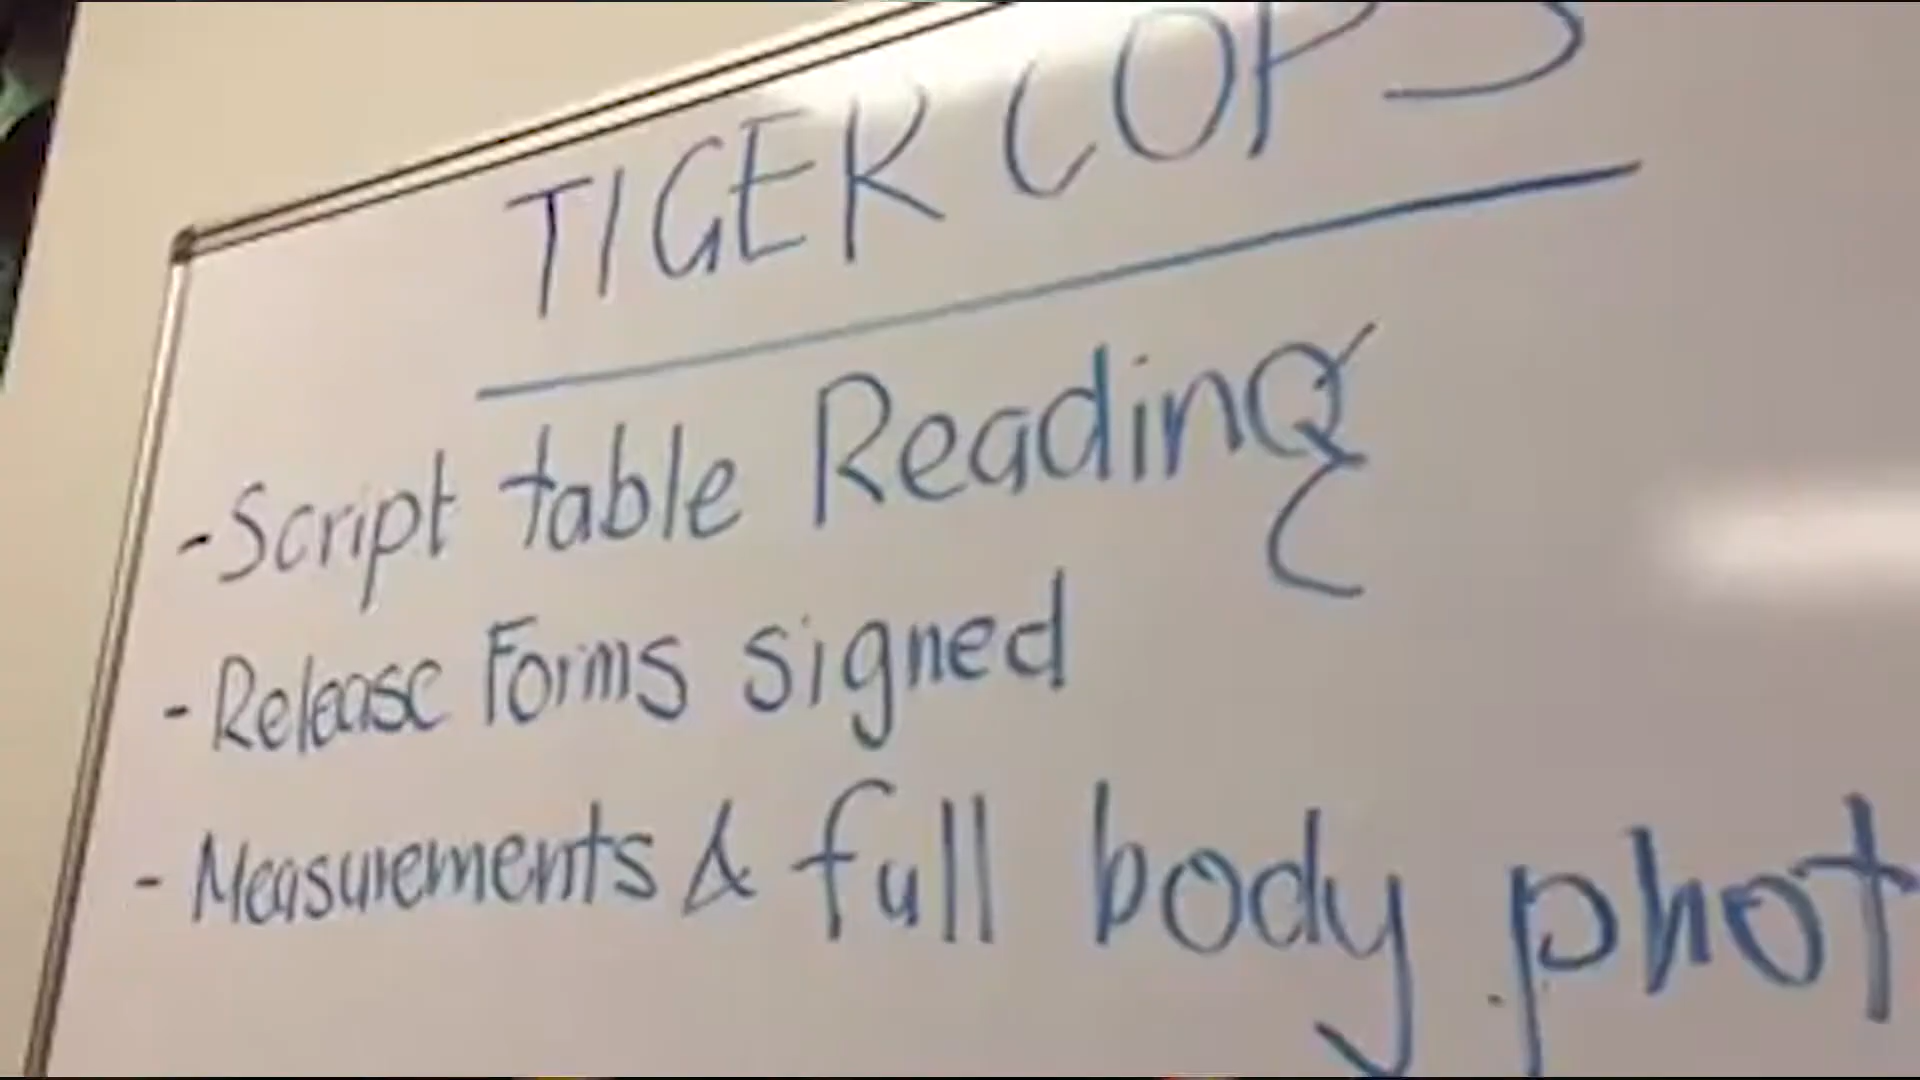 TIGER COPS
- Script table Reading
- Release Forms signed
- Measurements & full body phot